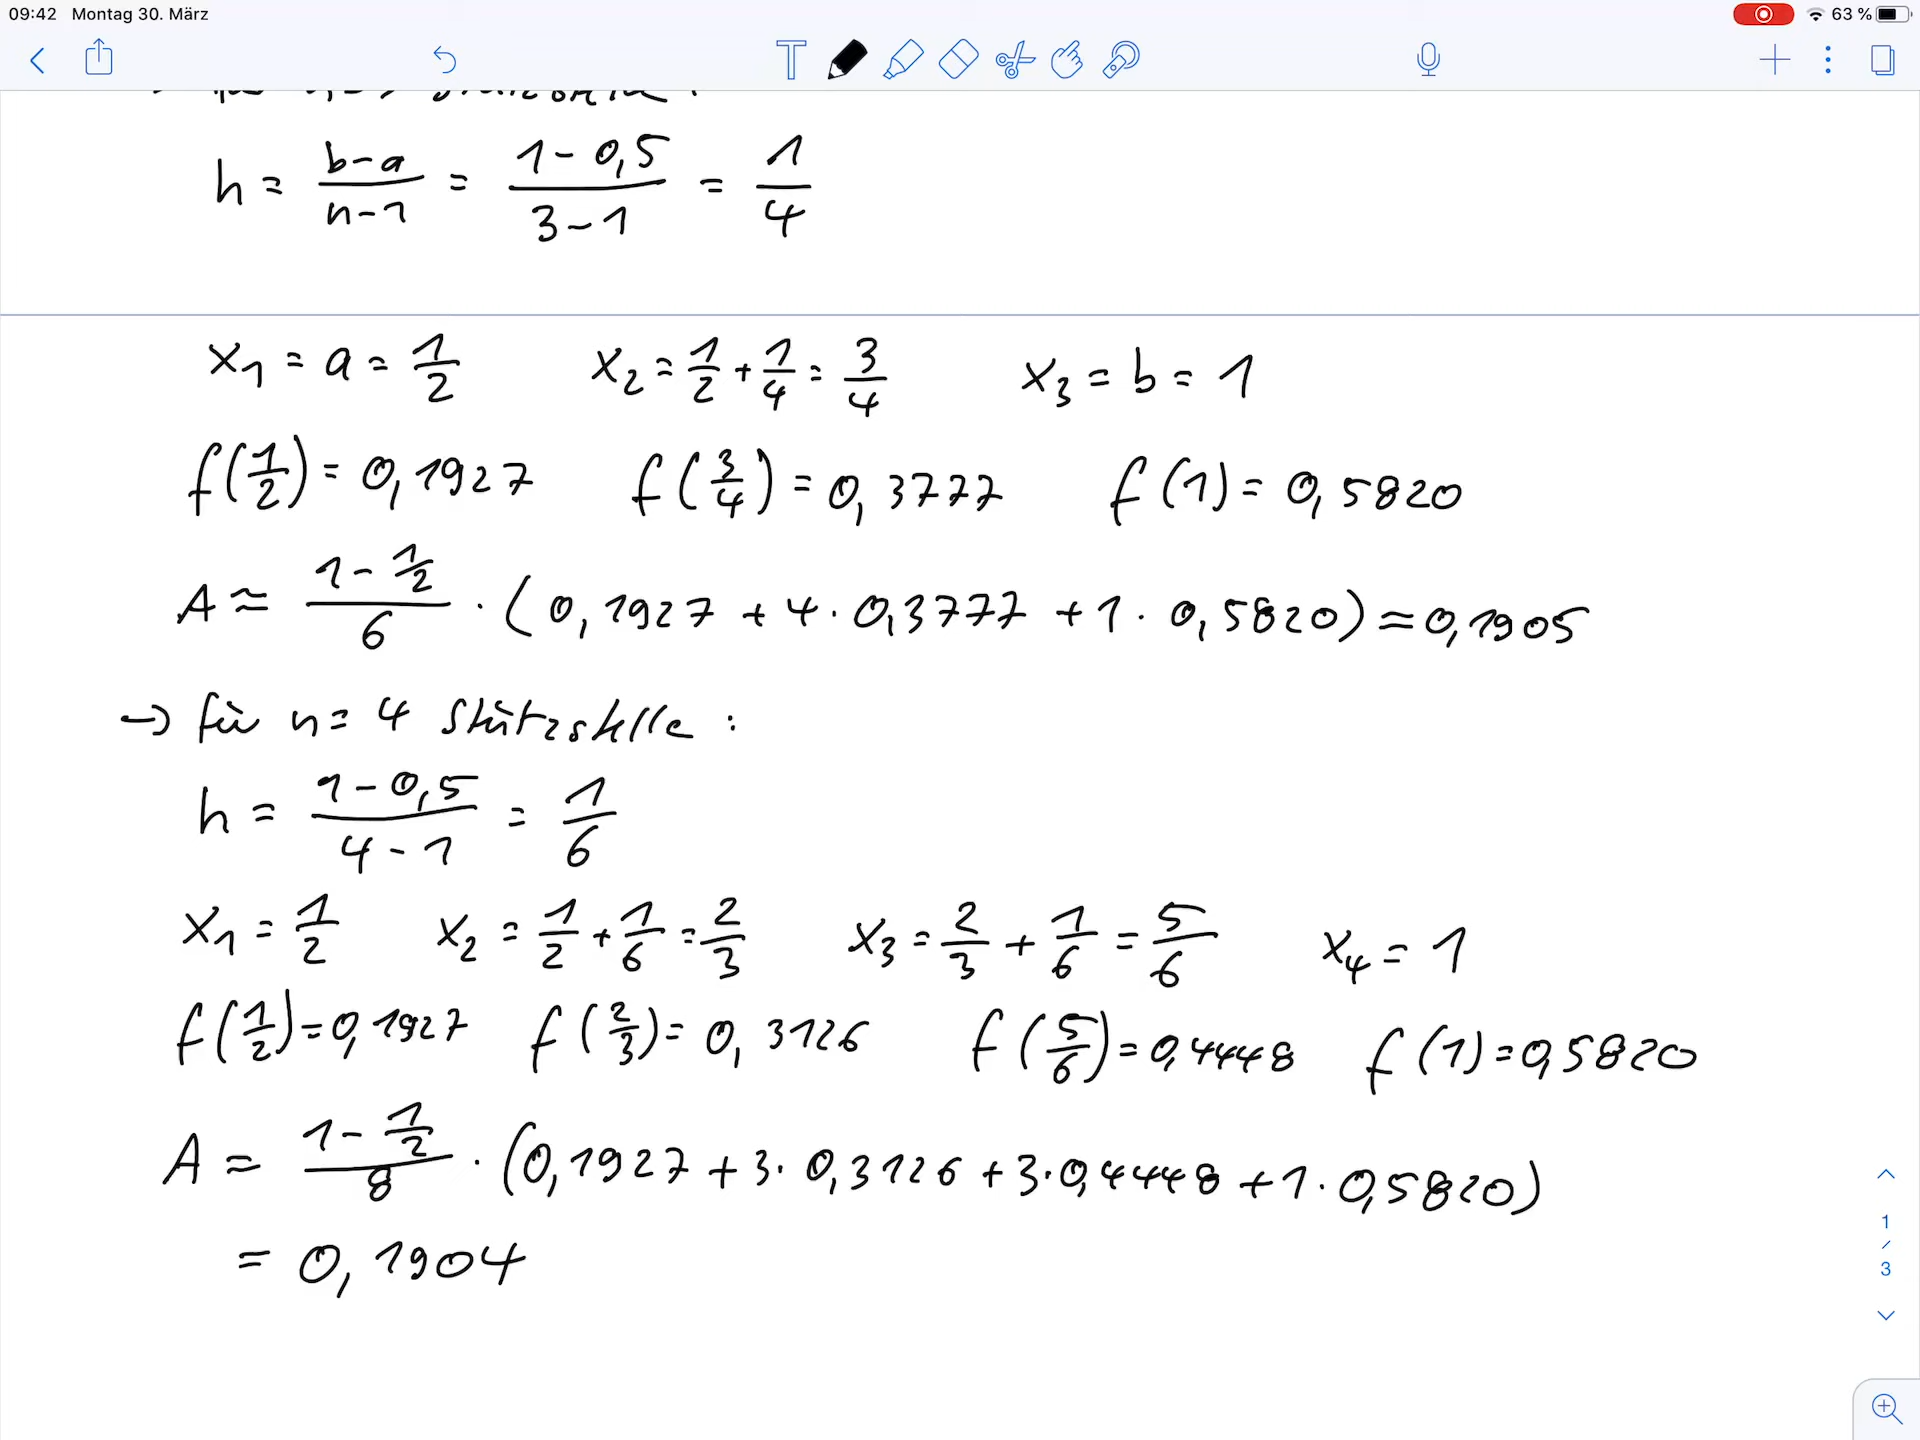 09:42 Montag 30. März 63 %
h = b-a / n-1 = 1-0,5 / 3-1 = 1/4
x₁ = a = 1/2 x₂ = 1/2 + 1/4 = 3/4 x₃ = b = 1
f(1/2) = 0,1927 f(3/4) = 0,3777 f(1) = 0,5820
A ≈ 1-1/2 / 6 · (0,1927 + 4 · 0,3777 + 1 · 0,5820) ≈ 0,1905
→ für n = 4 Stützstelle :
h = 1-0,5 / 4-1 = 1/6
x₁ = 1/2 x₂ = 1/2 + 1/6 = 2/3 x₃ = 2/3 + 1/6 = 5/6 x₄ = 1
f(1/2) = 0,1927 f(2/3) = 0,3126 f(5/6) = 0,4448 f(1) = 0,5820
A ≈ 1-1/2 / 8 · (0,1927 + 3 · 0,3126 + 3 · 0,4448 + 1 · 0,5820)
= 0,1904
1/3